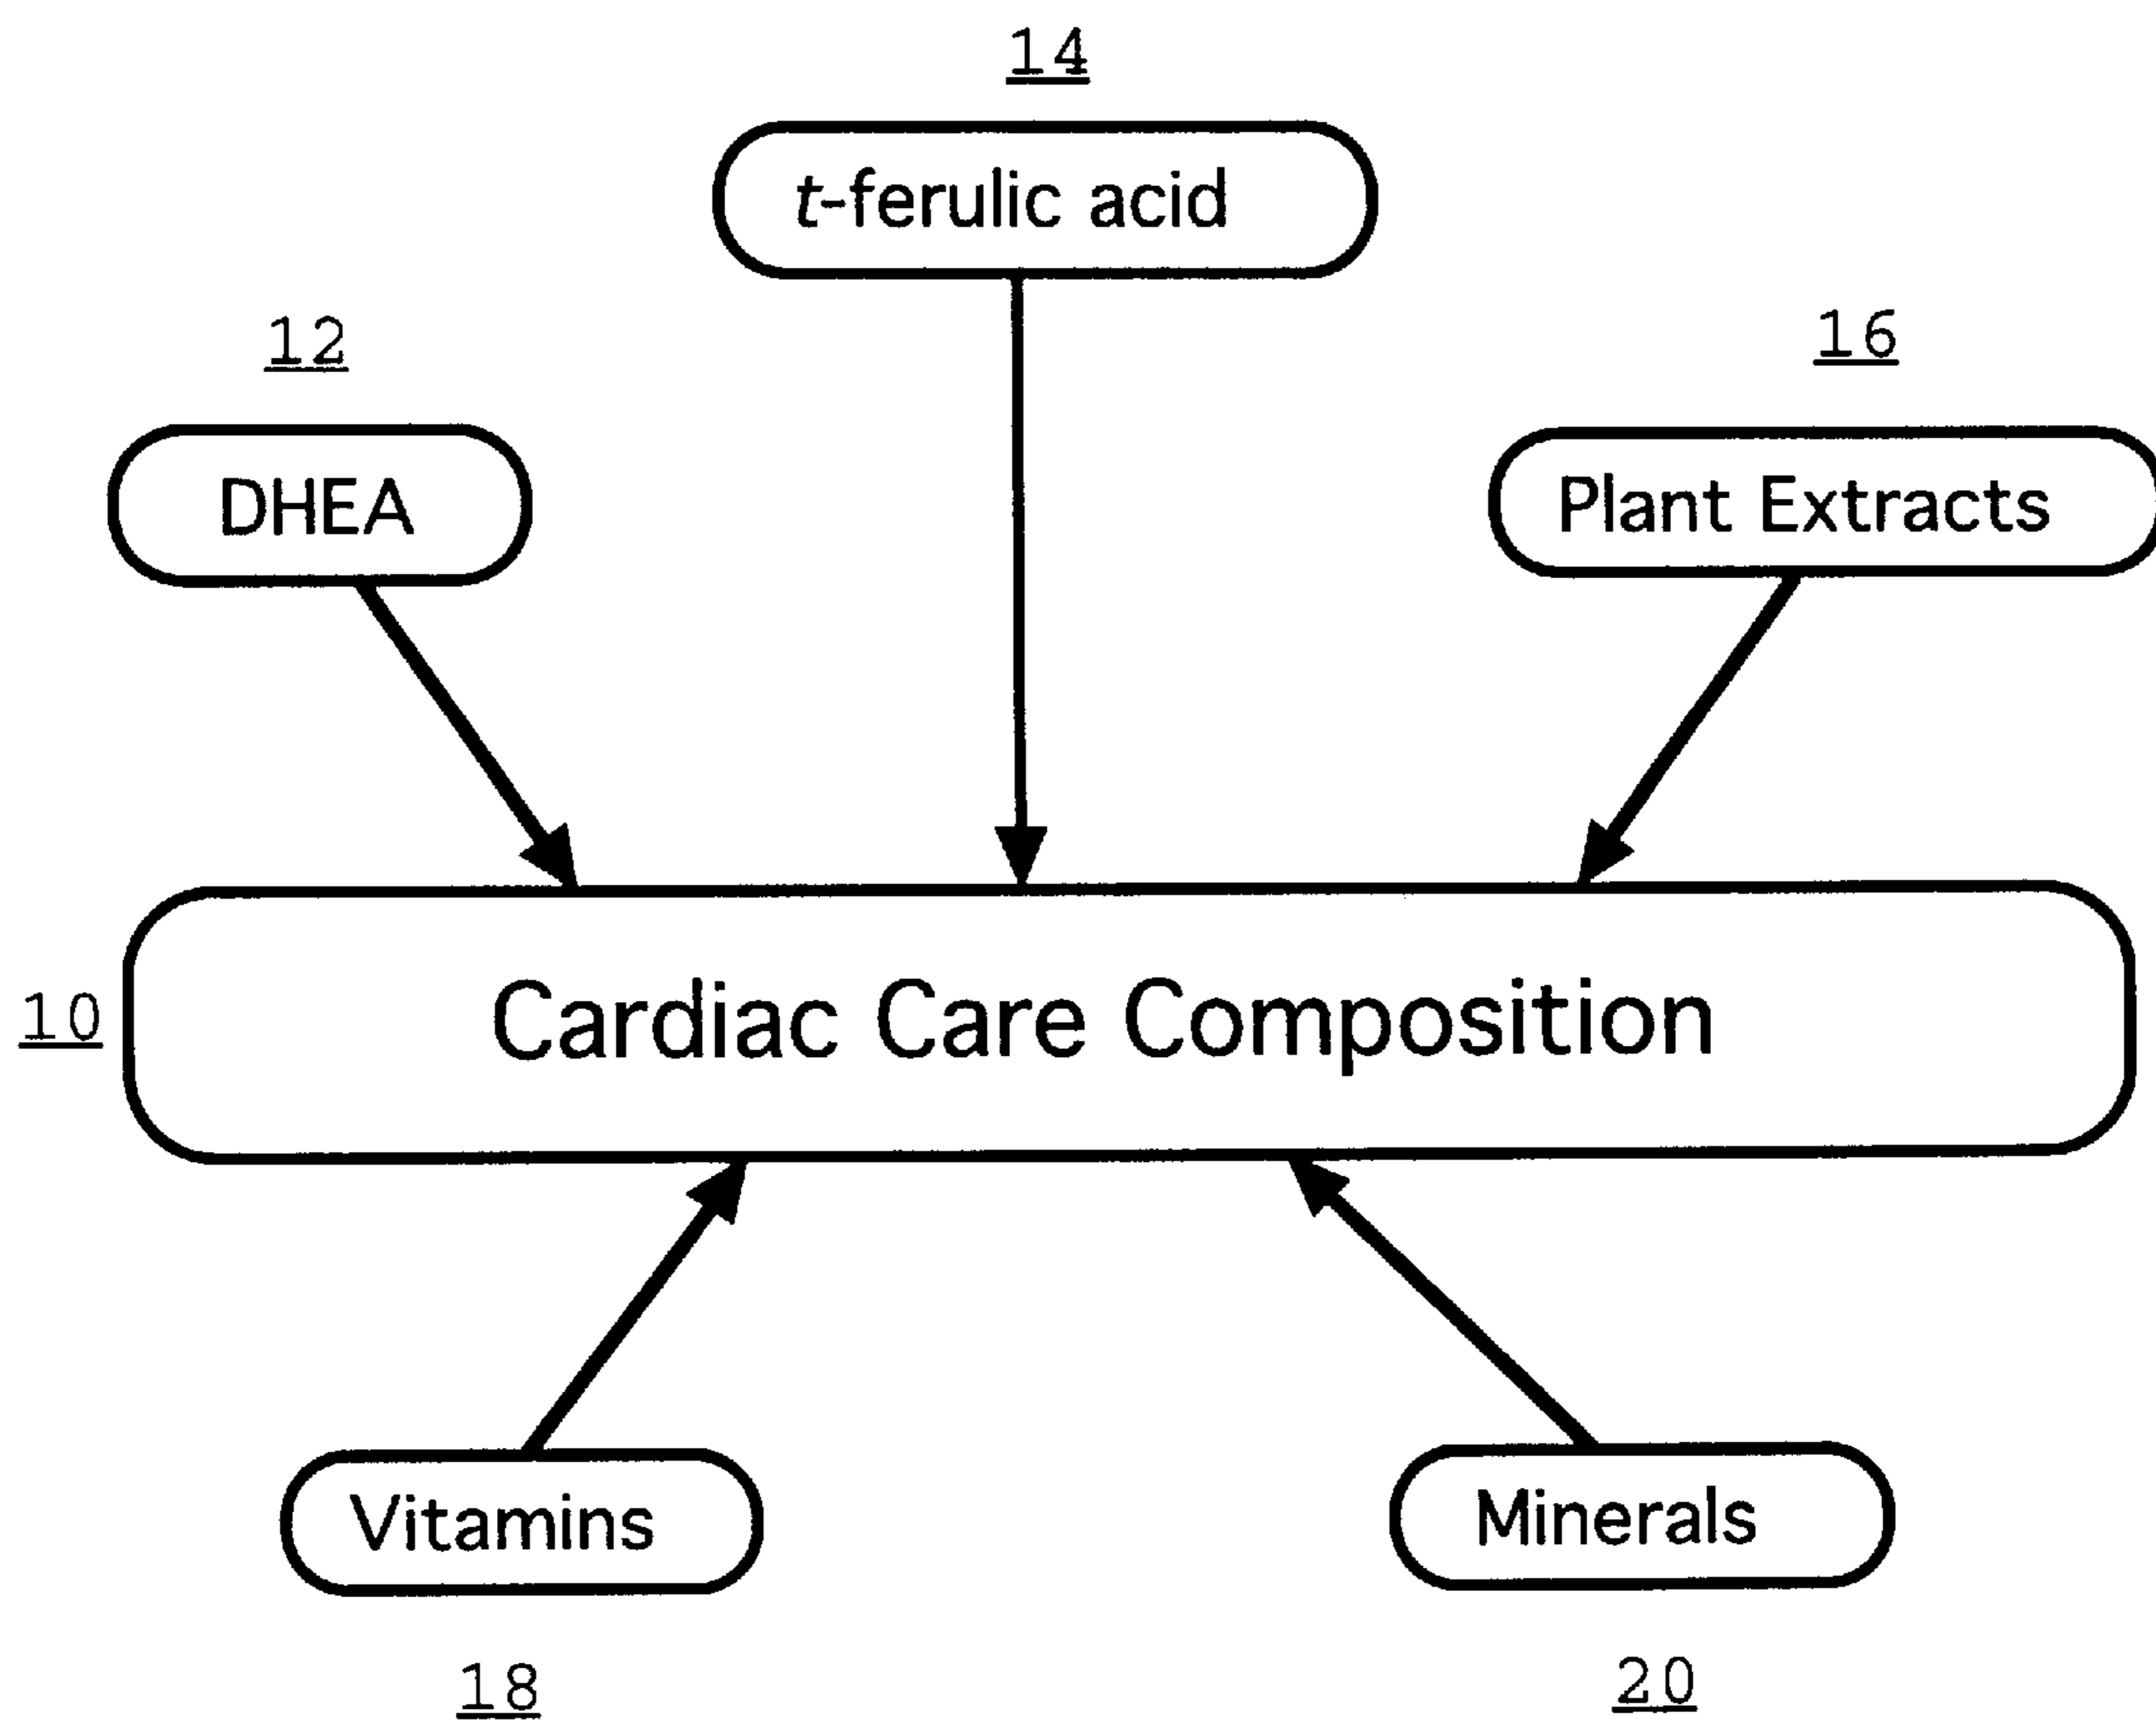 14
t-ferulic acid
12
16
DHEA
Plant Extracts
10
Cardiac Care Composition
Vitamins
Minerals
18
20